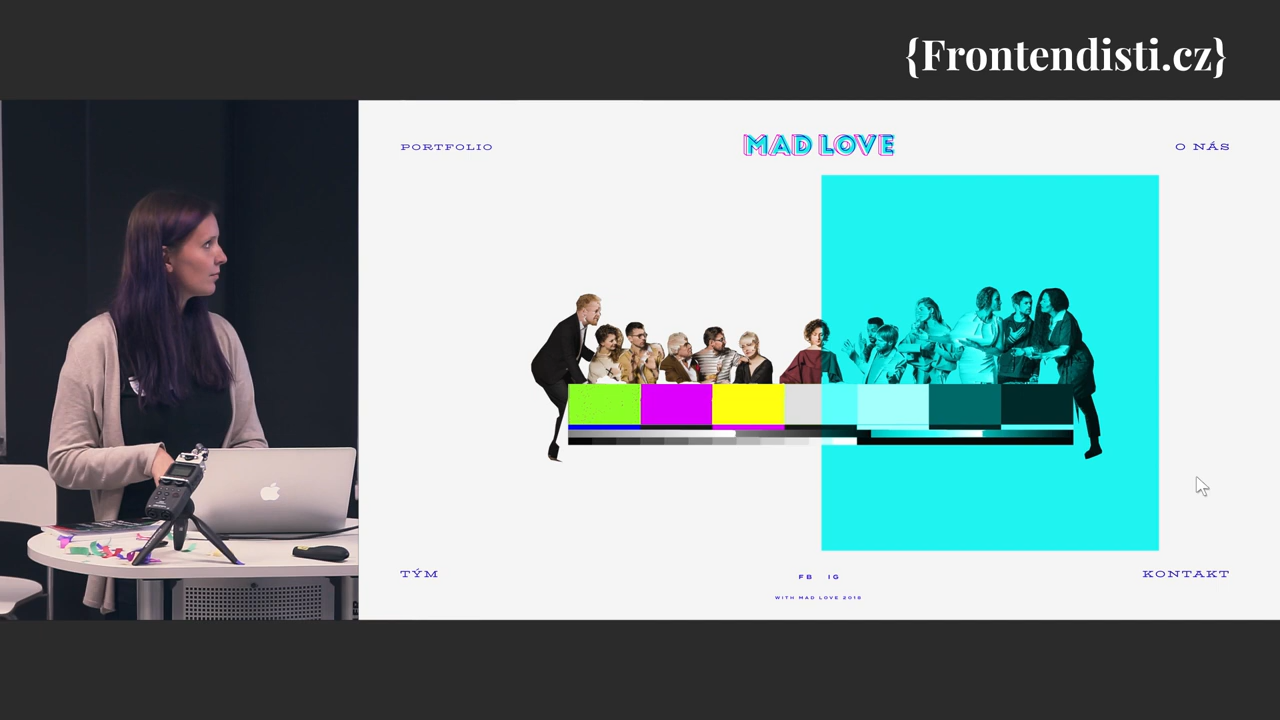 {Frontendisti.cz}
PORTFOLIO
MAD LOVE
O NÁS
TÝM
FB IG
KONTAKT
WITH MAD LOVE 2018